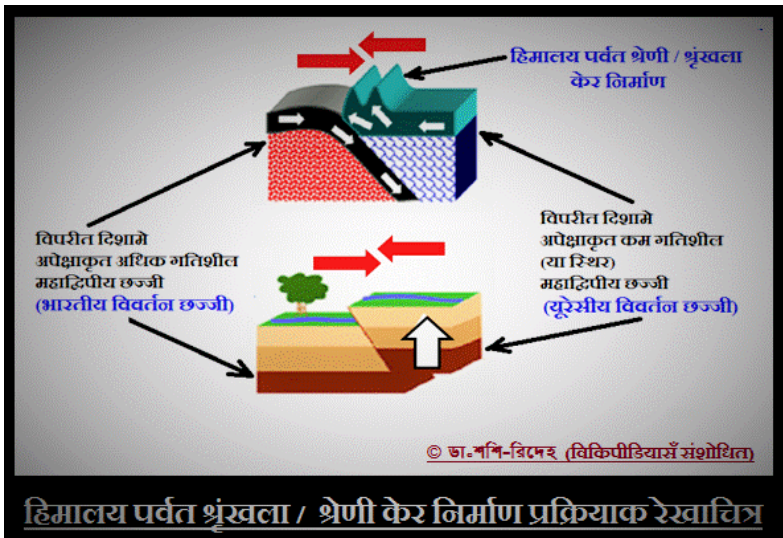 हिमालय पर्वत श्रेणी / श्रृंखला
केर निर्माण
विपरीत दिशामे
अपेक्षाकृत अधिक गतिशील
महाद्विपीय छज्जी
(भारतीय विवर्तन छज्जी)
विपरीत दिशामे
अपेक्षाकृत कम गतिशील
(या स्थिर)
महाद्विपीय छज्जी
(यूरेसीय विवर्तन छज्जी)
© ডা॰শশি-রিদেহ (विकिपीडियासँ संशोधित)
हिमालय पर्वत श्रृंखला / श्रेणी केर निर्माण प्रक्रियाक रेखाचित्र